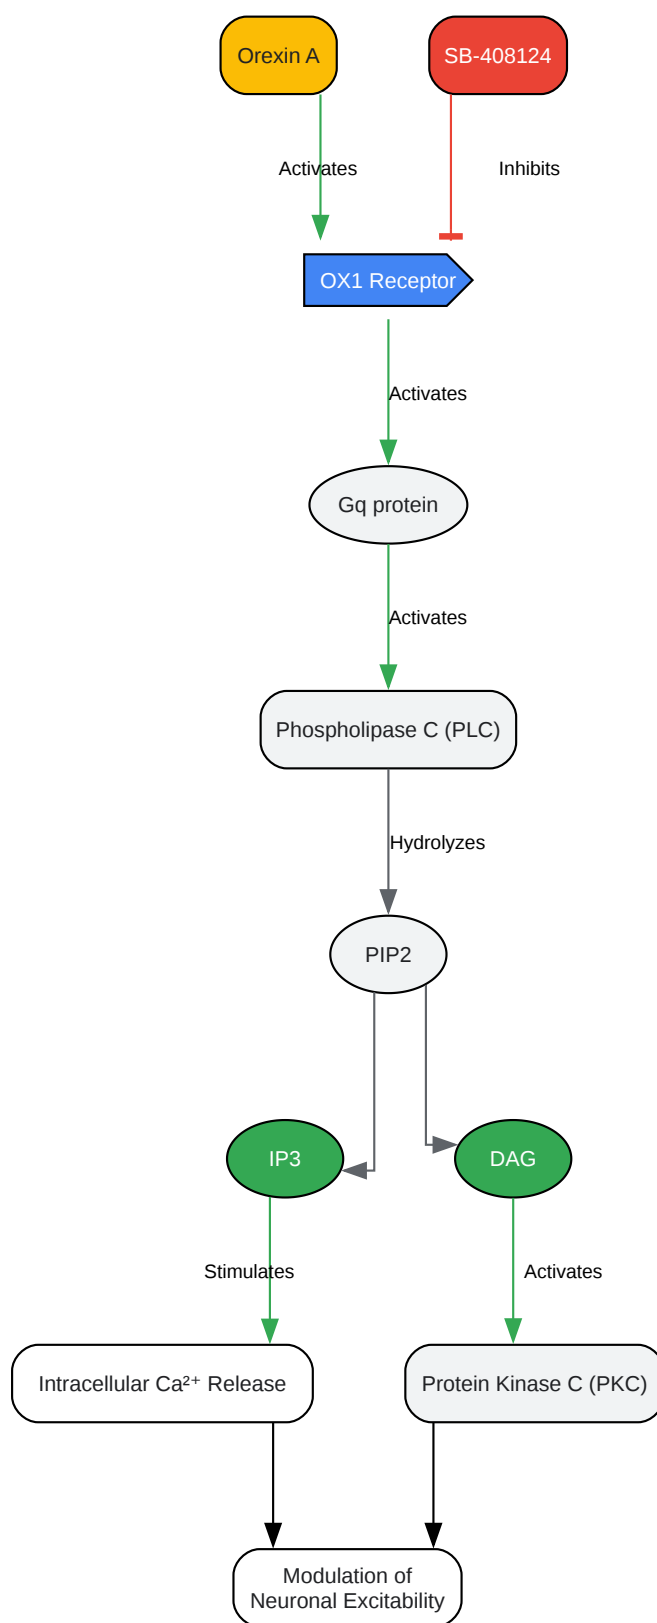 Orexin A
SB-408124
Activates
Inhibits
OX1 Receptor
Activates
Gq protein
Activates
Phospholipase C (PLC)
Hydrolyzes
PIP2
IP3
DAG
Stimulates
Activates
Intracellular Ca²⁺ Release
Protein Kinase C (PKC)
Modulation of
Neuronal Excitability